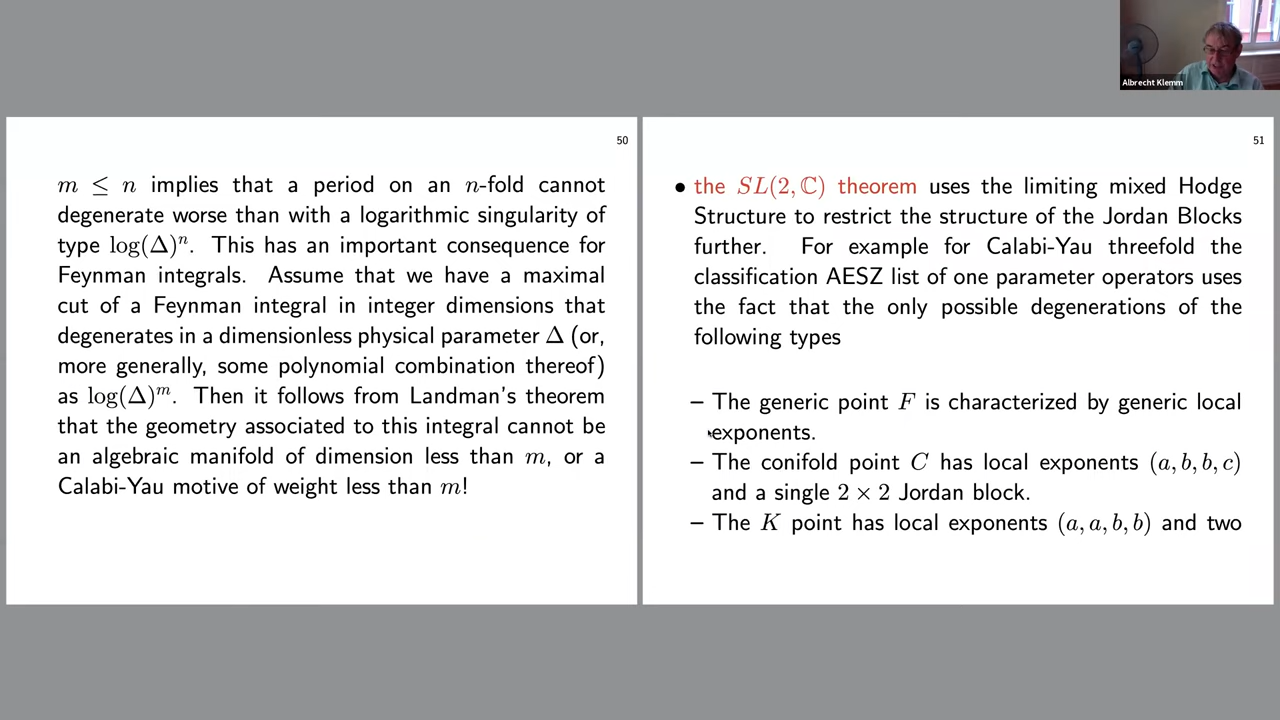 Albrecht Klemm
50
m ≤ n implies that a period on an n-fold cannot
degenerate worse than with a logarithmic singularity of
type log(Δ)ⁿ. This has an important consequence for
Feynman integrals. Assume that we have a maximal
cut of a Feynman integral in integer dimensions that
degenerates in a dimensionless physical parameter Δ (or,
more generally, some polynomial combination thereof)
as log(Δ)ᵐ. Then it follows from Landman's theorem
that the geometry associated to this integral cannot be
an algebraic manifold of dimension less than m, or a
Calabi-Yau motive of weight less than m!
51
• the SL(2, ℂ) theorem uses the limiting mixed Hodge
Structure to restrict the structure of the Jordan Blocks
further. For example for Calabi-Yau threefold the
classification AESZ list of one parameter operators uses
the fact that the only possible degenerations of the
following types
– The generic point F is characterized by generic local
exponents.
– The conifold point C has local exponents (a, b, b, c)
and a single 2 × 2 Jordan block.
– The K point has local exponents (a, a, b, b) and two